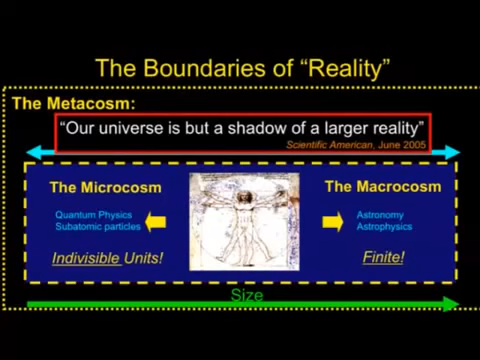 The Boundaries of “Reality”
The Metacosm:
“Our universe is but a shadow of a larger reality”
Scientific American, June 2005
The Microcosm
The Macrocosm
Quantum Physics
Subatomic particles
Astronomy
Astrophysics
Indivisible Units!
Finite!
Size